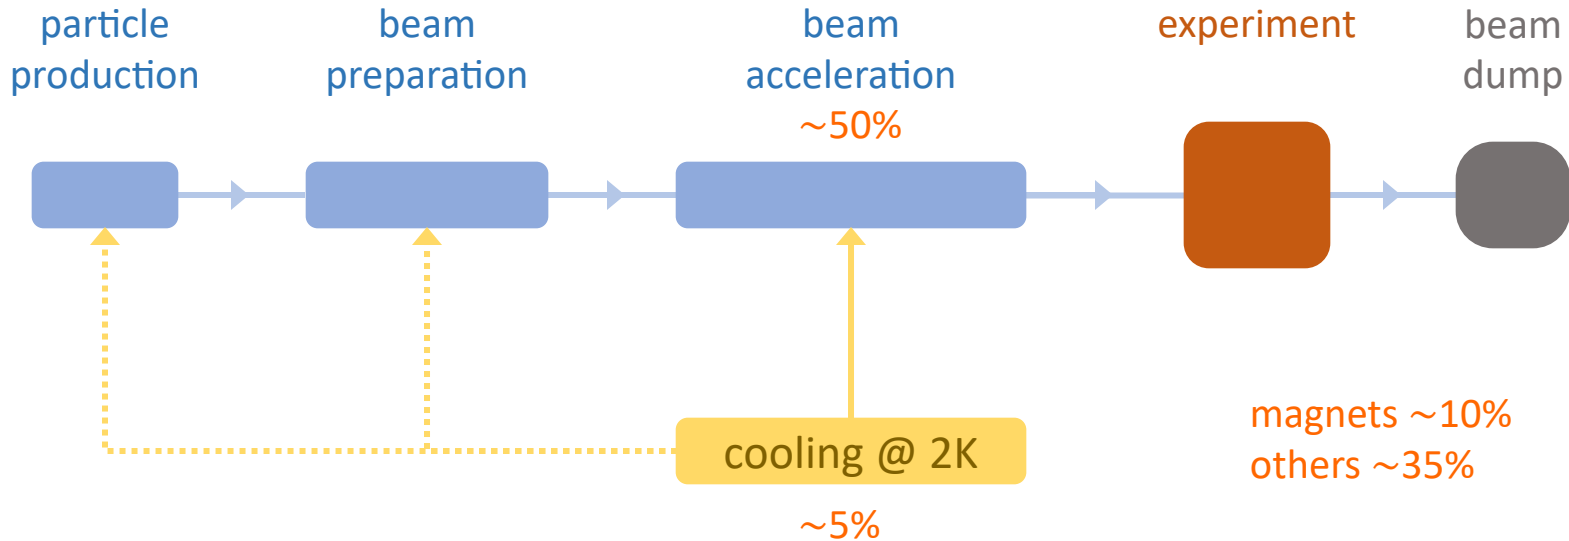 particle
production
beam
preparation
beam
acceleration
~50%
experiment
beam
dump
cooling @ 2K
~5%
magnets ~10%
others ~35%